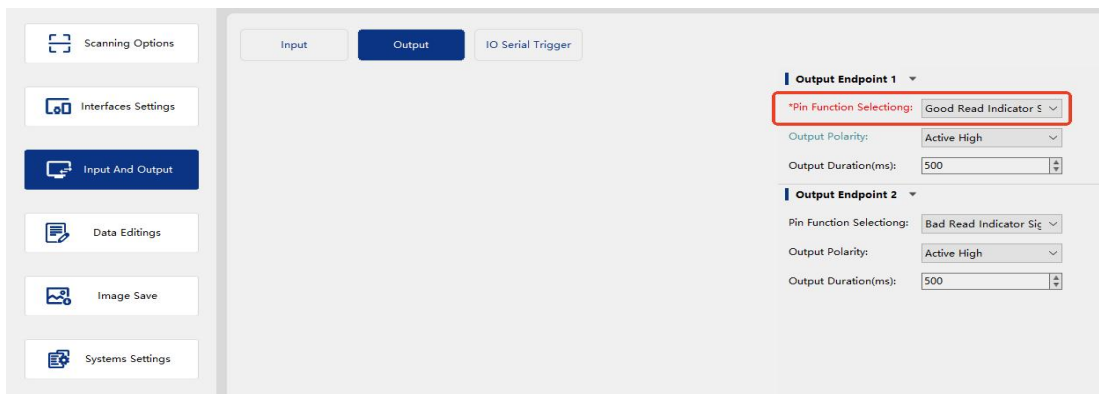 Scanning Options
Interfaces Settings
Input And Output
Data Editings
Image Save
Systems Settings
Input Output IO Serial Trigger
Output Endpoint 1
*Pin Function Selectiong: Good Read Indicator S
Output Polarity: Active High
Output Duration(ms): 500
Output Endpoint 2
Pin Function Selectiong: Bad Read Indicator Sig
Output Polarity: Active High
Output Duration(ms): 500